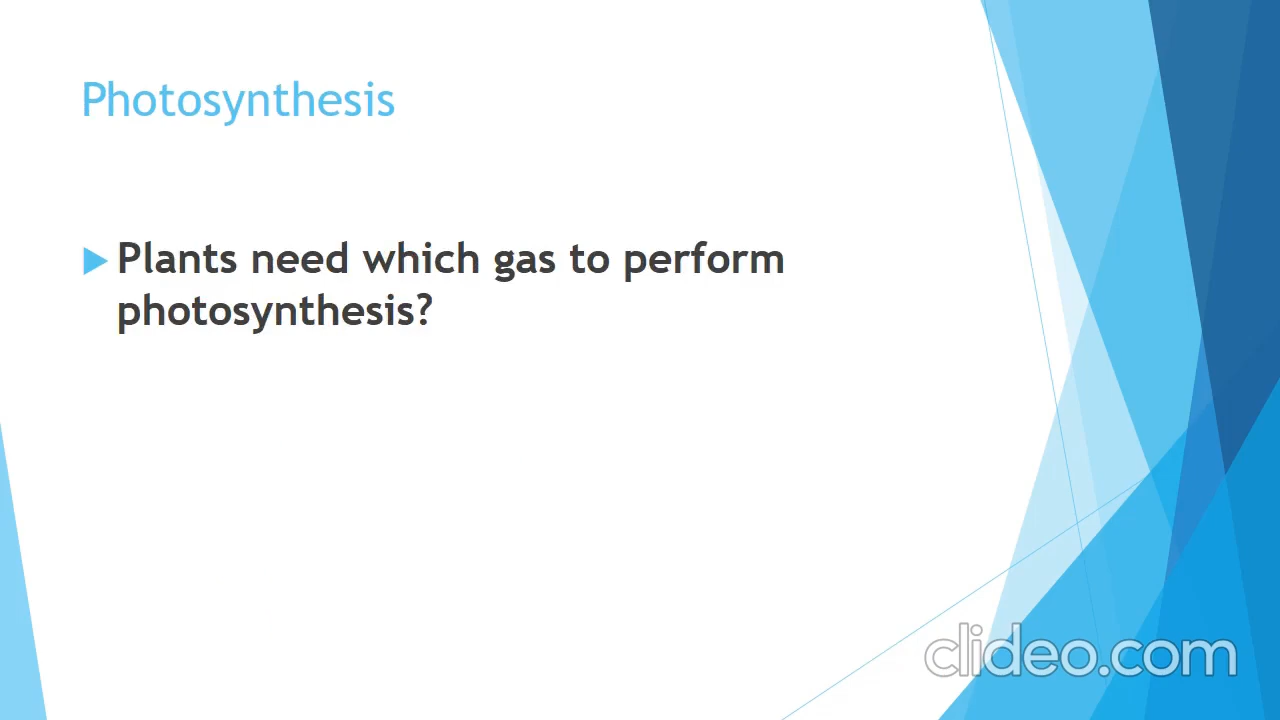 Photosynthesis
Plants need which gas to perform
photosynthesis?
clideo.com